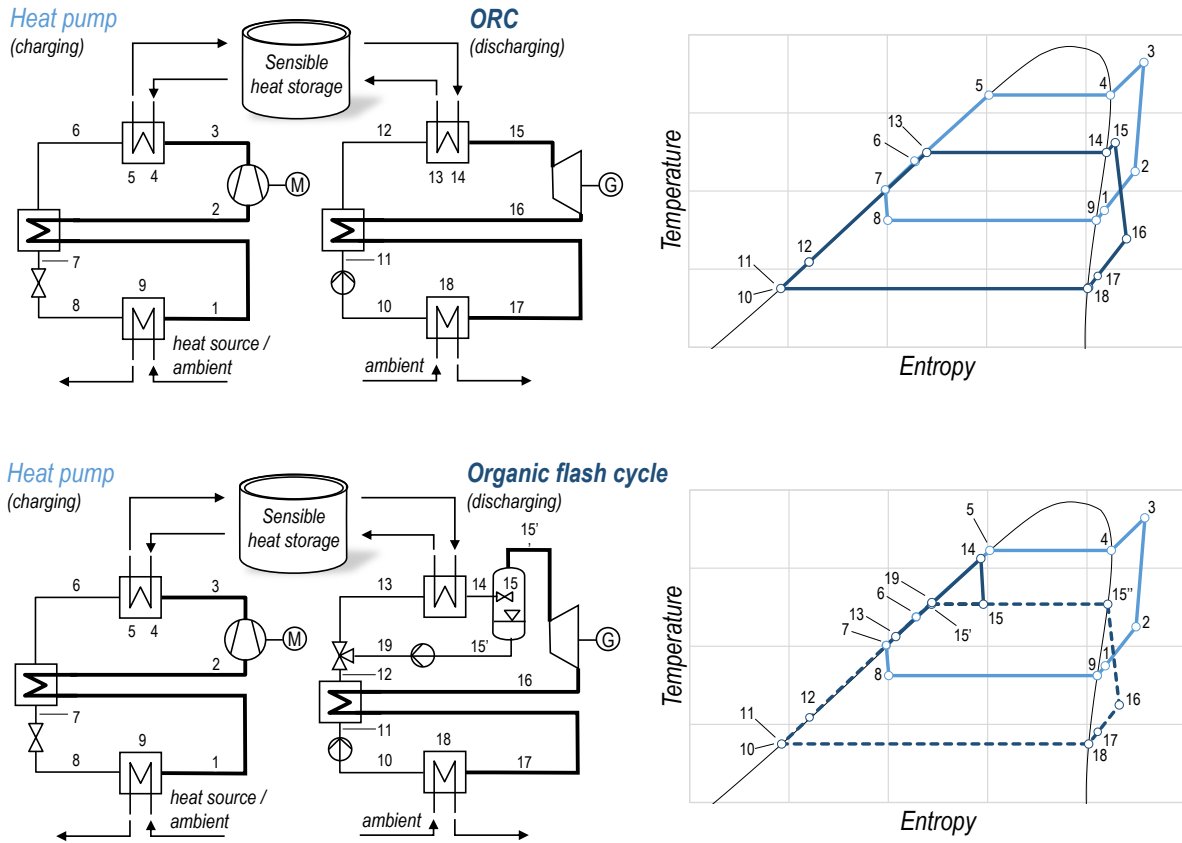 Heat pump
(charging)
Sensible
heat storage
ORC
(discharging)
6
3
5 4
M
2
7
9
8
1
heat source /
ambient
12
15
13 14
G
16
11
18
10
17
ambient
Temperature
Entropy
3
5
4
13
14
15
6
7
2
1
8
9
12
16
11
17
10
18
Heat pump
(charging)
Sensible
heat storage
Organic flash cycle
(discharging)
6
3
5 4
M
2
7
9
8
1
heat source /
ambient
15'
,
13
14
15
G
19
15'
12
16
11
18
10
17
ambient
Temperature
Entropy
3
5
4
14
19
15''
6
13
15'
15
2
7
1
8
9
12
16
11
17
10
18